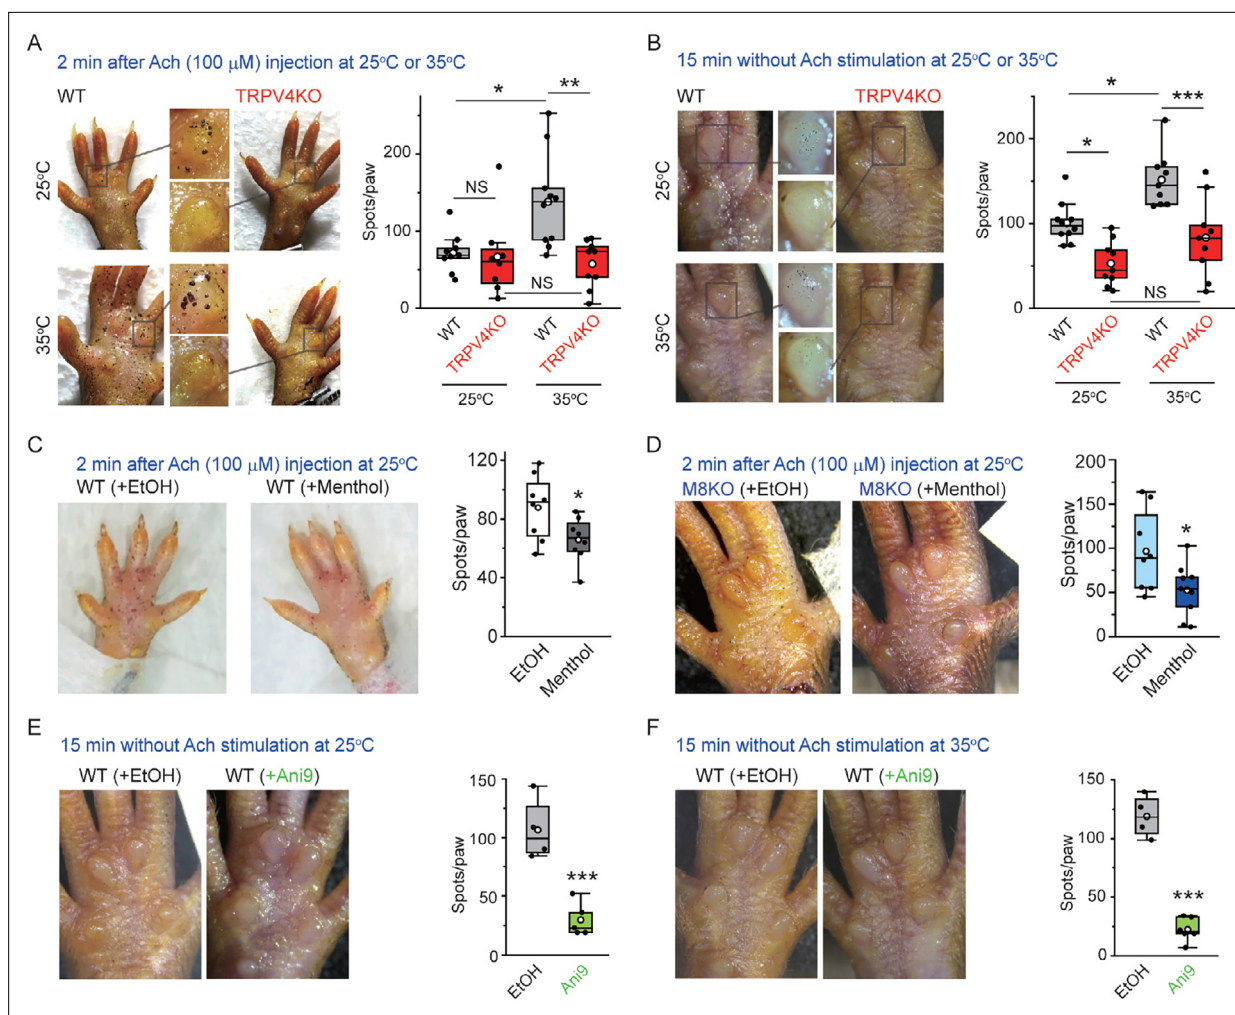 A
2 min after Ach (100 μM) injection at 25°C or 35°C
WT
TRPV4KO
25°C
35°C
Spots/paw
200
100
0
*
**
NS
NS
WT
TRPV4KO
WT
TRPV4KO
25°C
35°C
B
15 min without Ach stimulation at 25°C or 35°C
WT
TRPV4KO
25°C
35°C
Spots/paw
200
100
0
*
***
*
NS
WT
TRPV4KO
WT
TRPV4KO
25°C
35°C
C
2 min after Ach (100 μM) injection at 25°C
WT (+EtOH)
WT (+Menthol)
Spots/paw
120
80
60
0
*
EtOH
Menthol
D
2 min after Ach (100 μM) injection at 25°C
M8KO (+EtOH)
M8KO (+Menthol)
Spots/paw
200
150
100
50
0
*
EtOH
Menthol
E
15 min without Ach stimulation at 25°C
WT (+EtOH)
WT (+Ani9)
Spots/paw
150
100
50
0
***
EtOH
Ani9
F
15 min without Ach stimulation at 35°C
WT (+EtOH)
WT (+Ani9)
Spots/paw
150
100
50
0
***
EtOH
Ani9